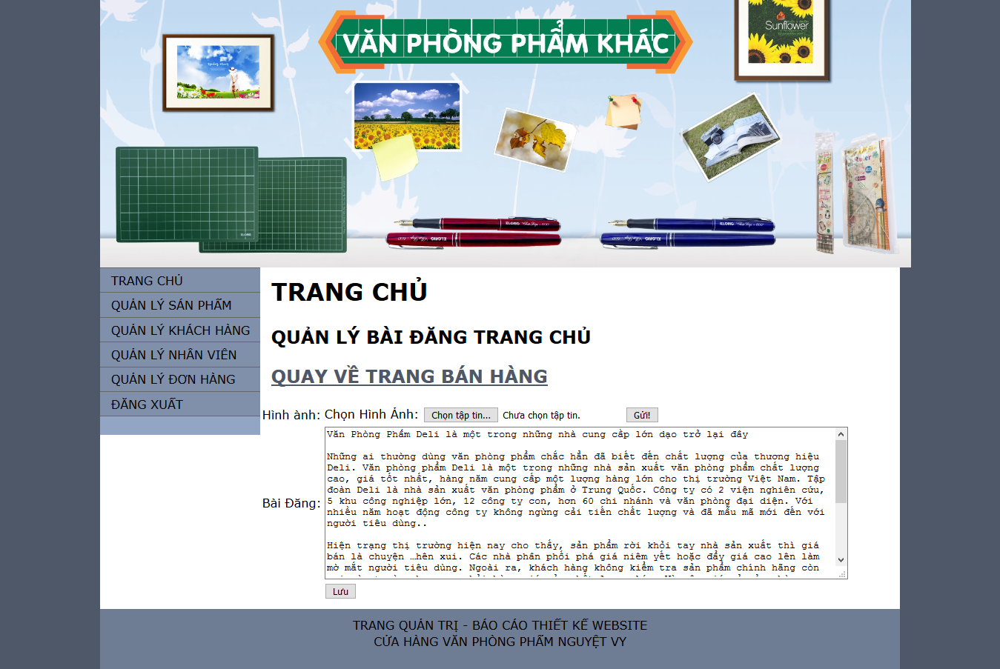 VĂN PHÒNG PHẨM KHÁC
Sunflower
TRANG CHỦ
QUẢN LÝ SẢN PHẨM
QUẢN LÝ KHÁCH HÀNG
QUẢN LÝ NHÂN VIÊN
QUẢN LÝ ĐƠN HÀNG
ĐĂNG XUẤT
TRANG CHỦ
QUẢN LÝ BÀI ĐĂNG TRANG CHỦ
QUAY VỀ TRANG BÁN HÀNG
Hình ành: Chọn Hình Ảnh: Chọn tập tin... Chưa chọn tập tin. Gửi!
Bài Đăng:
Văn Phòng Phẩm Deli là một trong những nhà cung cấp lớn dạo trở lại đây
Những ai thường dùng văn phòng phẩm chắc hẳn đã biết đến chất lượng của thương hiệu
Deli. Văn phòng phẩm Deli là một trong những nhà sản xuất văn phòng phẩm chất lượng
cao, giá tốt nhất, hàng năm cung cấp một lượng hàng lớn cho thị trường Việt Nam. Tập
đoàn Deli là nhà sản xuất văn phòng phẩm ở Trung Quốc. Công ty có 2 viện nghiên cứu,
5 khu công nghiệp lớn, 12 công ty con, hơn 60 chi nhánh và văn phòng đại diện. Với
nhiều năm hoạt động công ty không ngừng cải tiến chất lượng và đã mẫu mã mới đến với
người tiêu dùng..
Hiện trạng thị trường hiện nay cho thấy, sản phẩm rời khỏi tay nhà sản xuất thì giá
bán là chuyện …hên xui. Các nhà phân phối phá giá niêm yết hoặc đẩy giá cao lên làm
mờ mắt người tiêu dùng. Ngoài ra, khách hàng không kiểm tra sản phẩm chính hãng còn
Lưu
TRANG QUẢN TRỊ - BÁO CÁO THIẾT KẾ WEBSITE
CỬA HÀNG VĂN PHÒNG PHẨM NGUYỆT VY